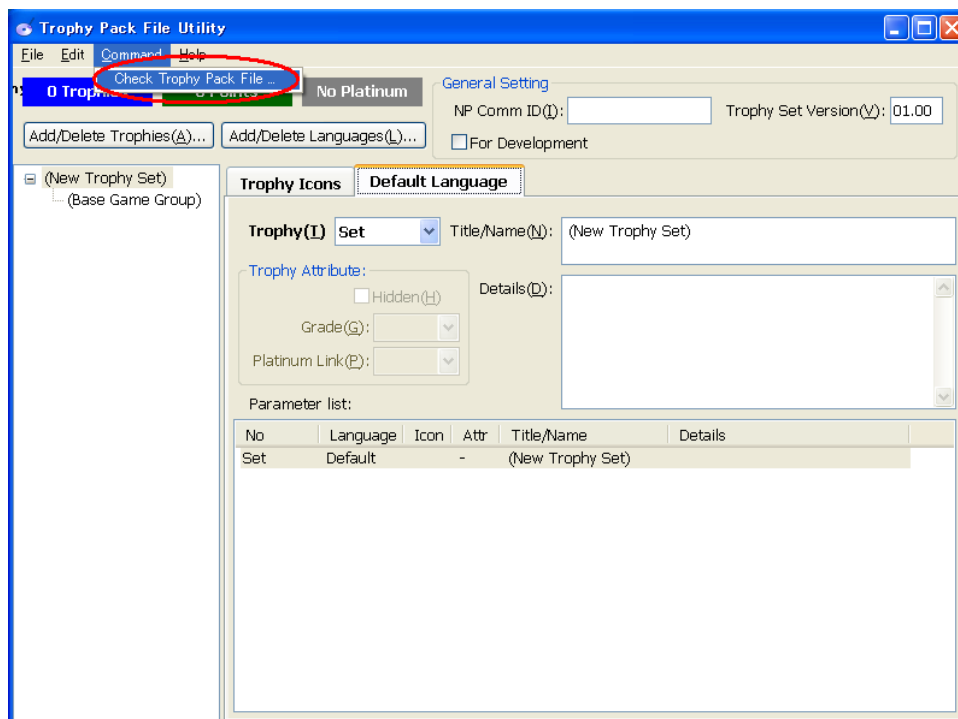 Trophy Pack File Utility
File Edit Command Help
Check Trophy Pack File ...
0 Points No Platinum
General Setting
NP Comm ID(I): Trophy Set Version(V): 01.00
Add/Delete Trophies(A)... Add/Delete Languages(L)... For Development
(New Trophy Set)
(Base Game Group)
Trophy Icons Default Language
Trophy(T) Set Title/Name(N): (New Trophy Set)
Trophy Attribute:
Hidden(H) Details(D):
Grade(G):
Platinum Link(P):
Parameter list:
No Language Icon Attr Title/Name Details
Set Default - (New Trophy Set)